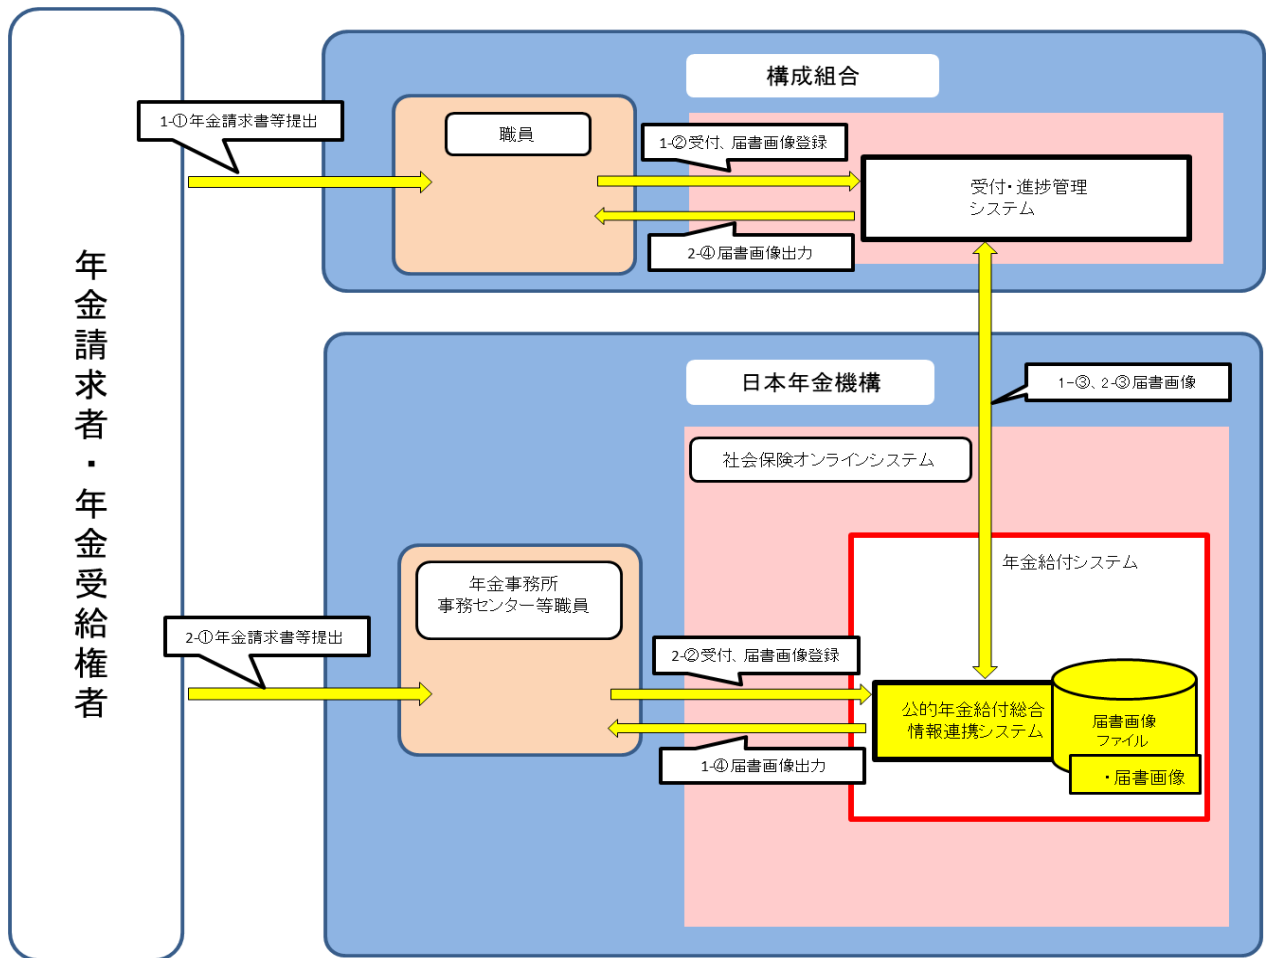 年金請求者・年金受給権者
構成組合
1-①年金請求書等提出
職員
1-②受付、届書画像登録
受付・進捗管理
システム
2-④届書画像出力
日本年金機構
1-③、2-③届書画像
社会保険オンラインシステム
年金給付システム
年金事務所
事務センター等職員
2-①年金請求書等提出
2-②受付、届書画像登録
公的年金給付総合
情報連携システム
届書画像
ファイル
・届書画像
1-④届書画像出力